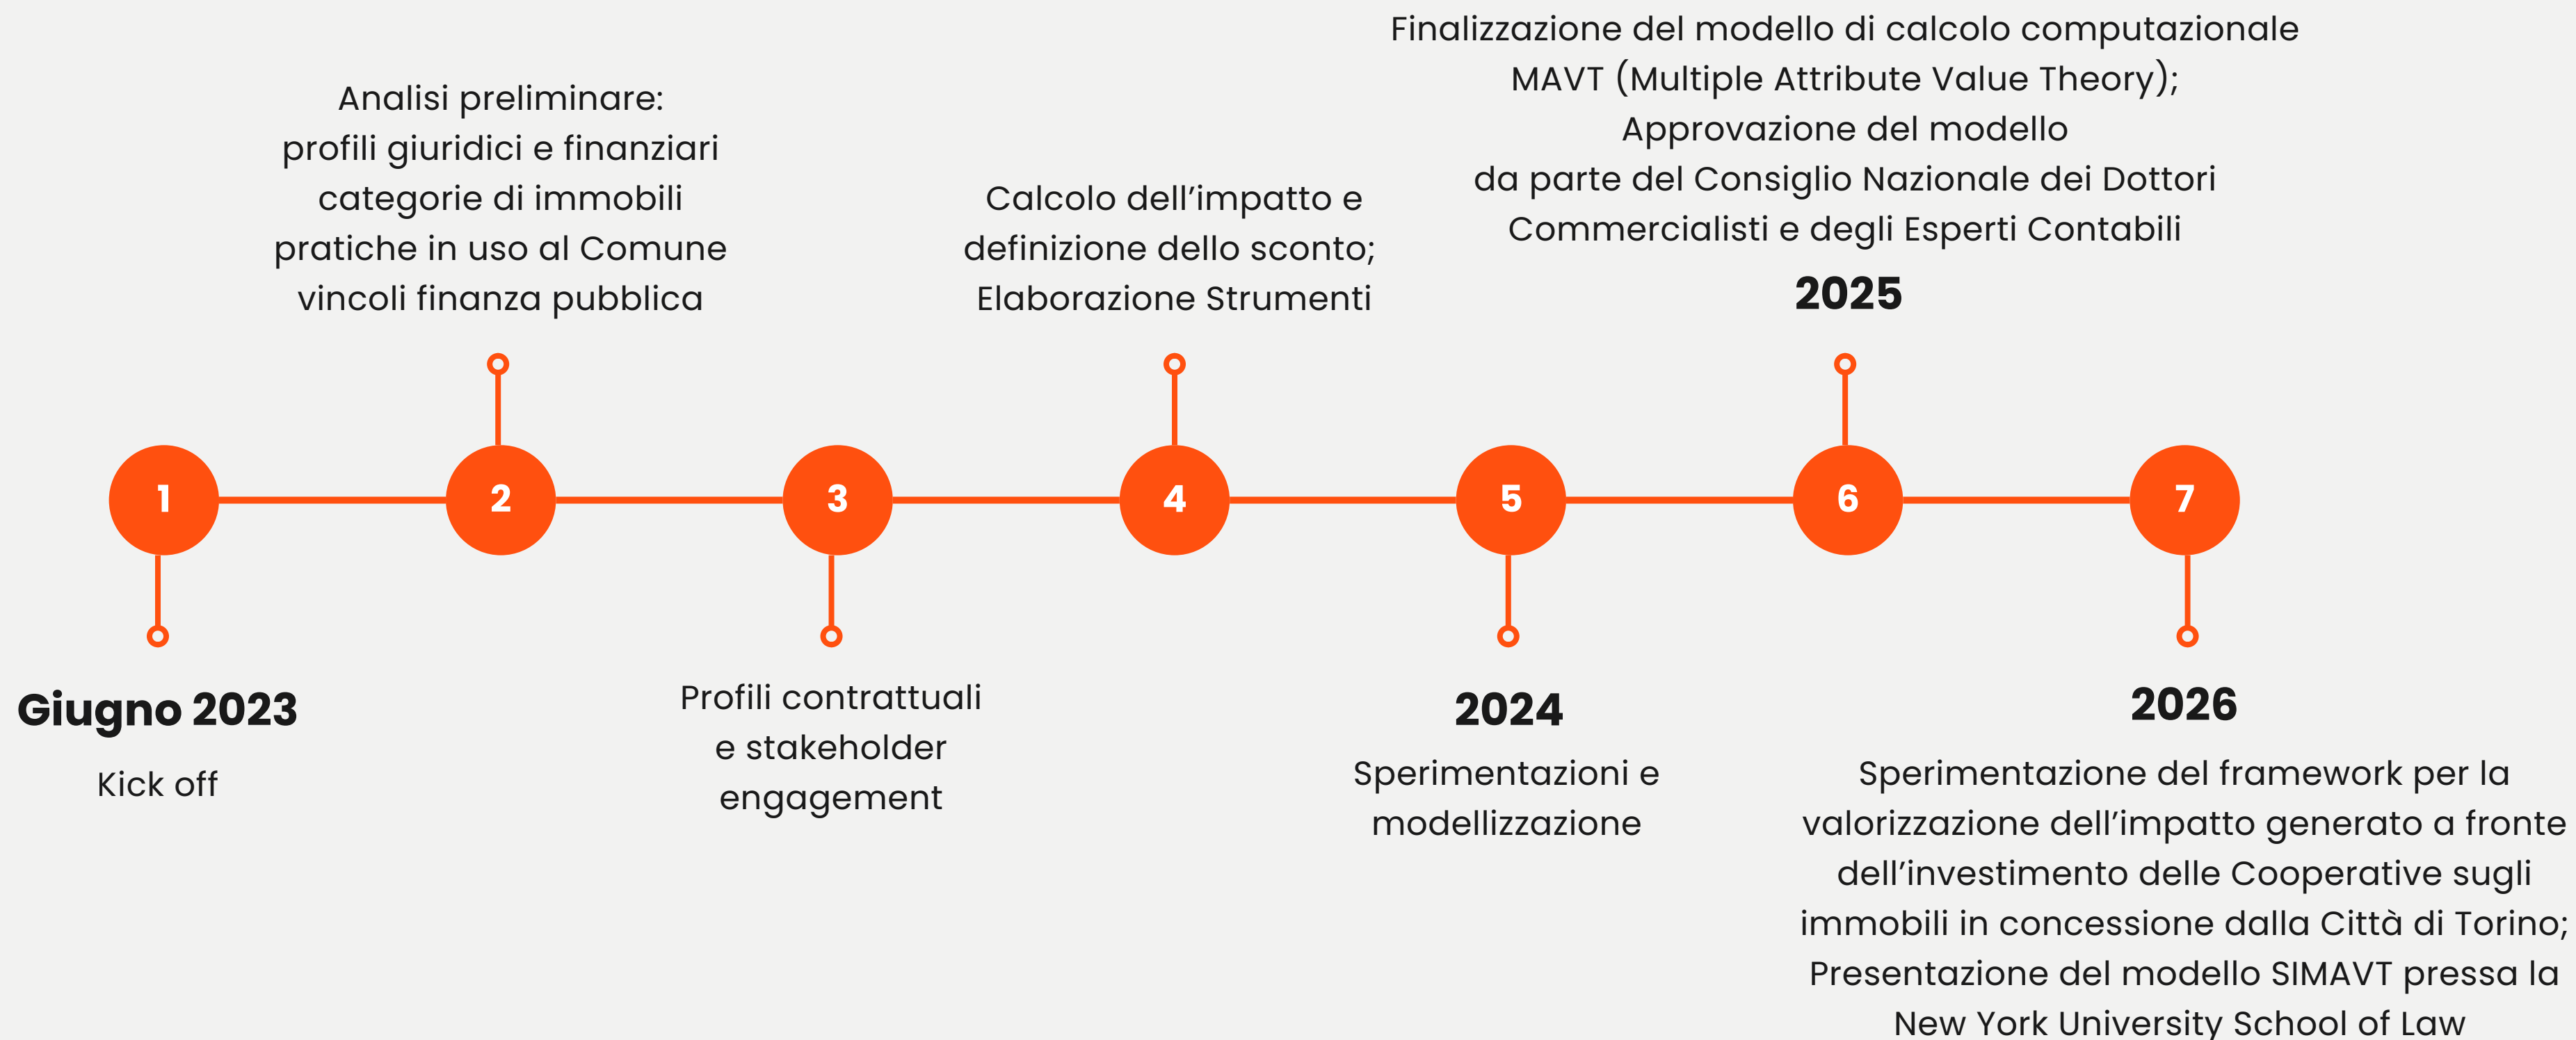 Finalizzazione del modello di calcolo computazionale
MAVT (Multiple Attribute Value Theory);
Approvazione del modello
da parte del Consiglio Nazionale dei Dottori
Commercialisti e degli Esperti Contabili
2025
Analisi preliminare:
profili giuridici e finanziari
categorie di immobili
pratiche in uso al Comune
vincoli finanza pubblica
Calcolo dell’impatto e
definizione dello sconto;
Elaborazione Strumenti
1
2
3
4
5
6
7
Giugno 2023
Kick off
Profili contrattuali
e stakeholder
engagement
2024
Sperimentazioni e
modellizzazione
2026
Sperimentazione del framework per la
valorizzazione dell’impatto generato a fronte
dell’investimento delle Cooperative sugli
immobili in concessione dalla Città di Torino;
Presentazione del modello SIMAVT pressa la
New York University School of Law